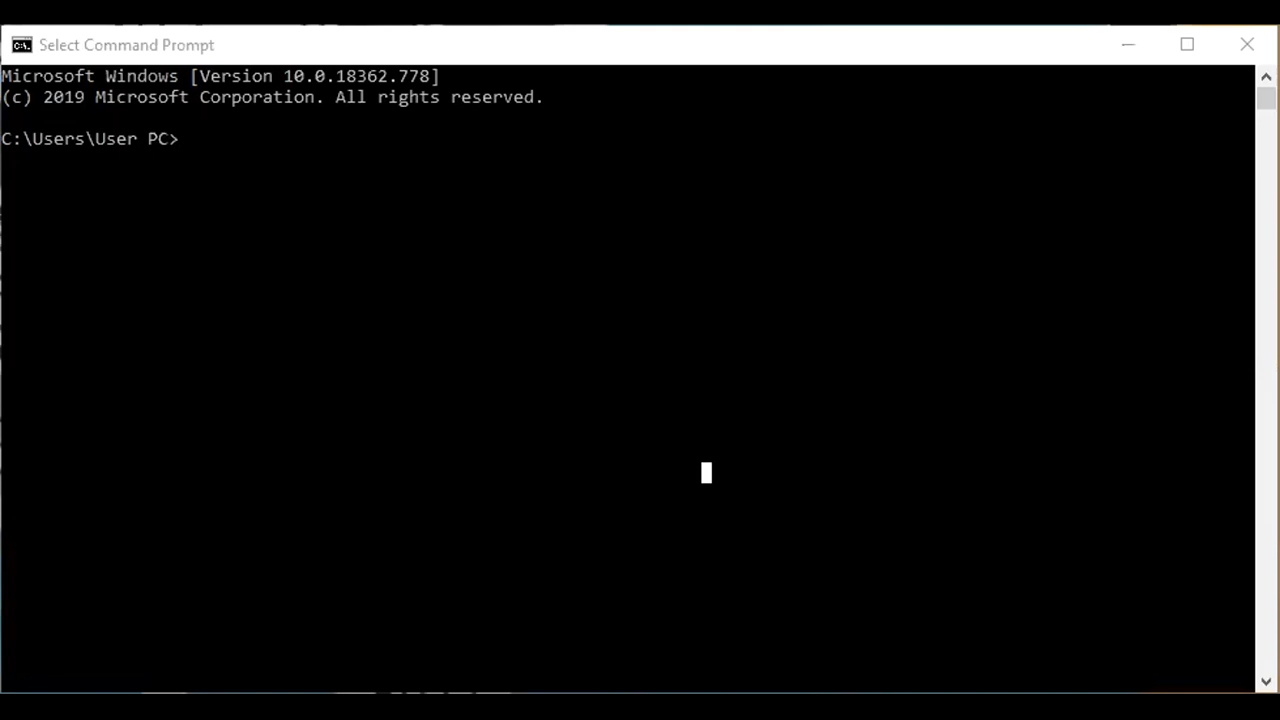 Select Command Prompt
Microsoft Windows [Version 10.0.18362.778]
(c) 2019 Microsoft Corporation. All rights reserved.
C:\Users\User PC>